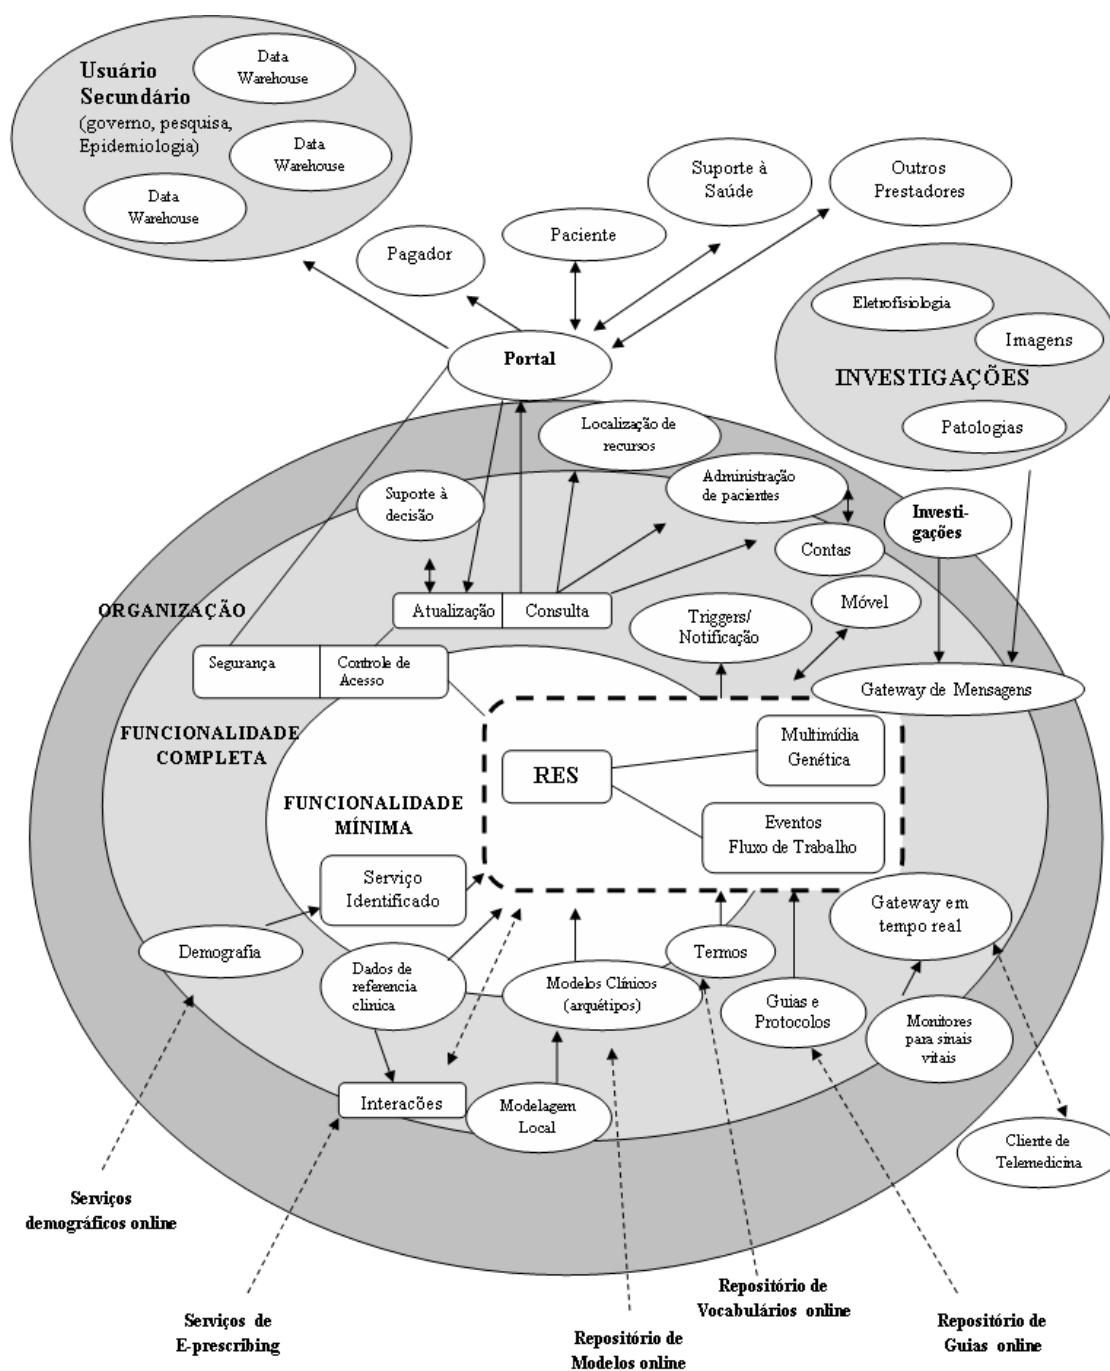 Data
Warehouse
Usuário
Secundário
(governo, pesquisa,
Epidemiologia)
Data
Warehouse
Data
Warehouse
Suporte à
Saúde
Outros
Prestadores
Paciente
Pagador
Eletrofisiologia
Imagens
INVESTIGAÇÕES
Patologias
Portal
Localização de
recursos
Administração
de pacientes
Suporte à
decisão
Investi-
gações
Contas
ORGANIZAÇÃO
Atualização
Consulta
Móvel
Triggers/
Notificação
Segurança
Controle de
Acesso
Gateway de Mensagens
FUNCIONALIDADE
COMPLETA
Multimídia
Genética
RES
FUNCIONALIDADE
MÍNIMA
Eventos
Fluxo de Trabalho
Serviço
Identificado
Gateway em
tempo real
Demografia
Termos
Dados de
referencia
clinica
Modelos Clínicos
(arquétipos)
Guias e
Protocolos
Monitores
para sinais
vitais
Interacões
Modelagem
Local
Cliente de
Telemedicina
Serviços
demográficos online
Repositório de
Vocabulários online
Serviços de
E-prescribing
Repositório de
Modelos online
Repositório de
Guias online